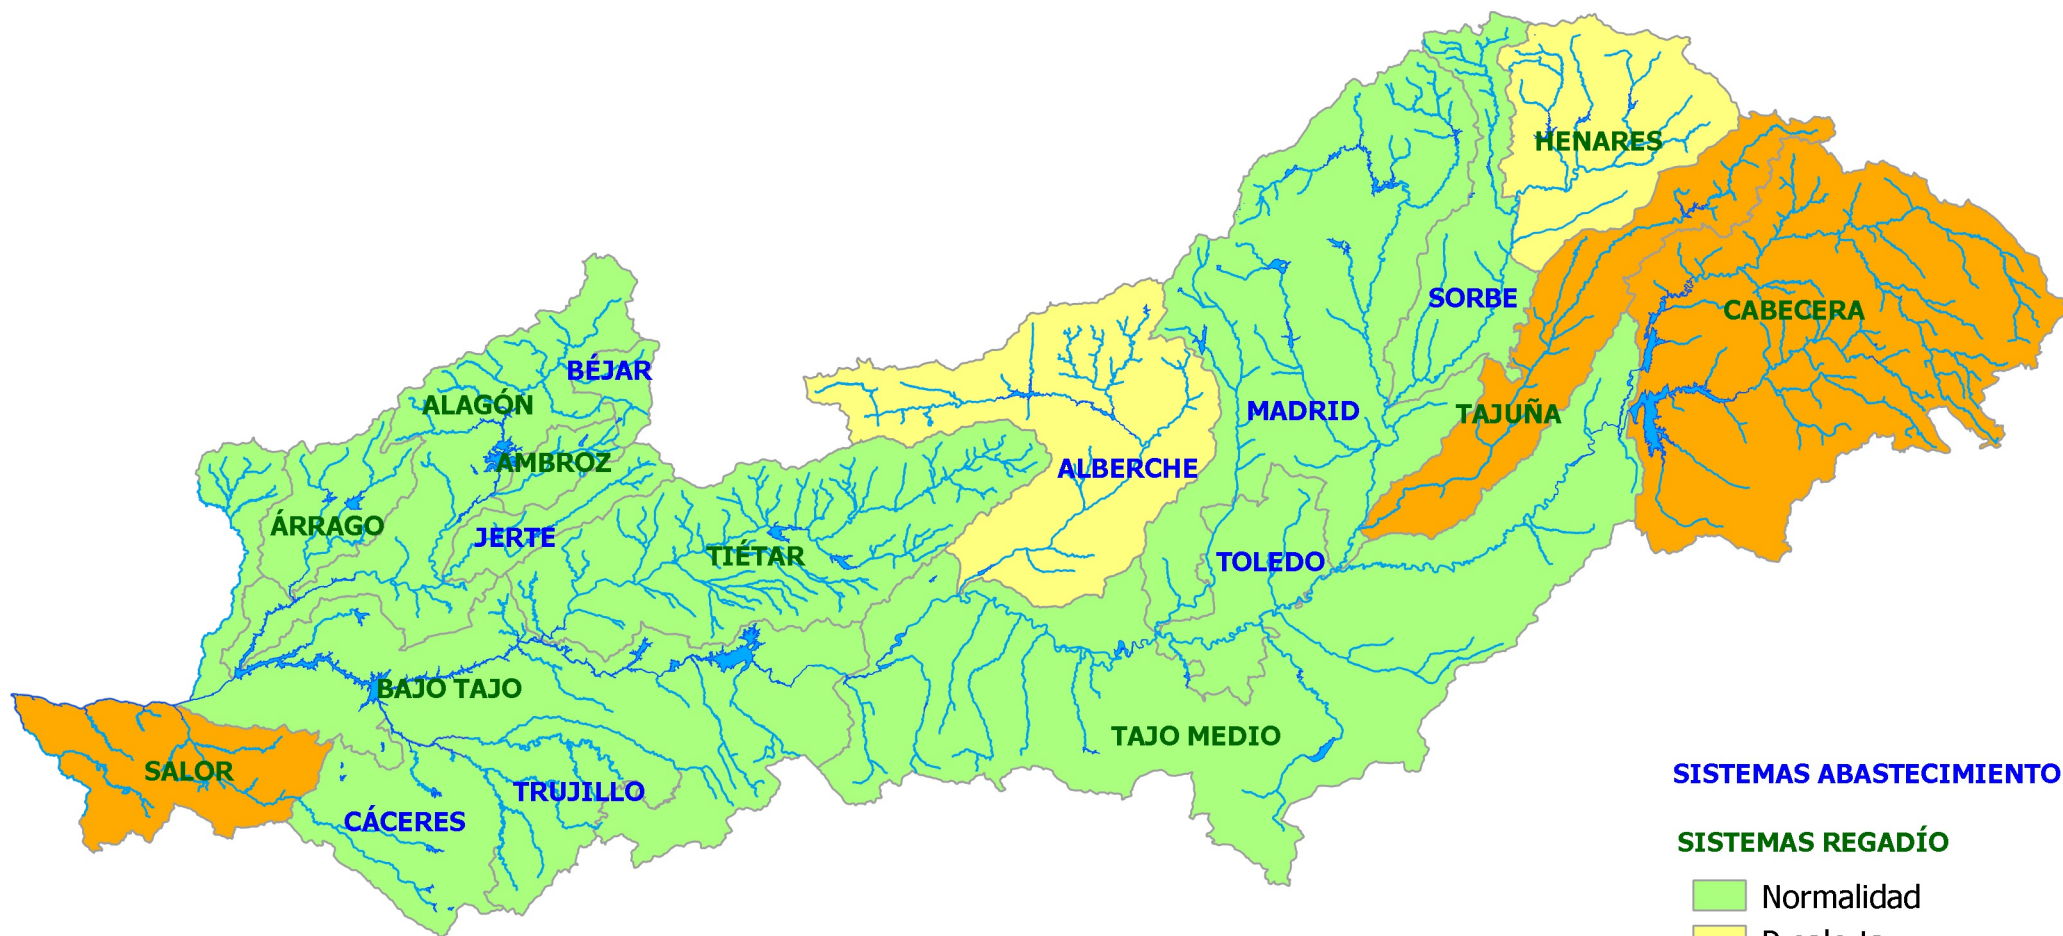 HENARES
SORBE
CABECERA
BÉJAR
ALAGÓN
MADRID
TAJUÑA
AMBROZ
ALBERCHE
ÁRRAGO
JERTE
TIÉTAR
TOLEDO
BAJO TAJO
TAJO MEDIO
SALOR
TRUJILLO
CÁCERES
SISTEMAS ABASTECIMIENTO
SISTEMAS REGADÍO
Normalidad